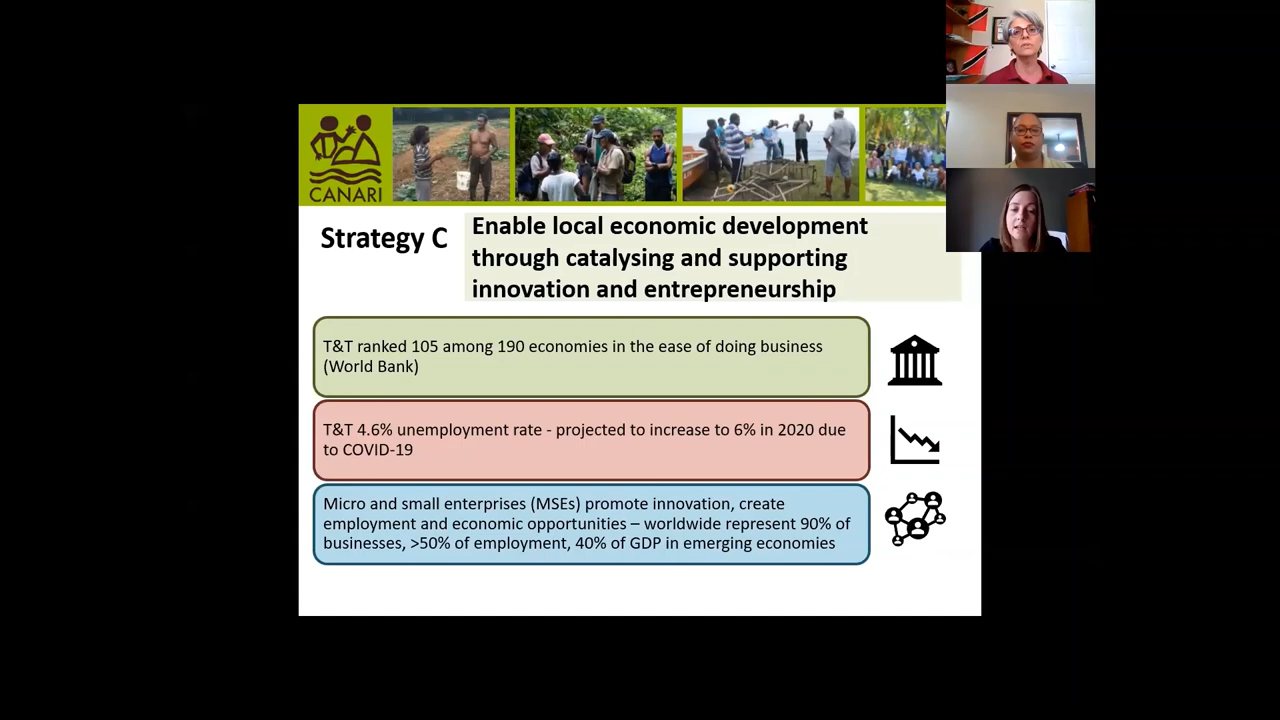 CANARI
Strategy C
Enable local economic development
through catalysing and supporting
innovation and entrepreneurship
T&T ranked 105 among 190 economies in the ease of doing business
(World Bank)
T&T 4.6% unemployment rate - projected to increase to 6% in 2020 due
to COVID-19
Micro and small enterprises (MSEs) promote innovation, create
employment and economic opportunities – worldwide represent 90% of
businesses, >50% of employment, 40% of GDP in emerging economies